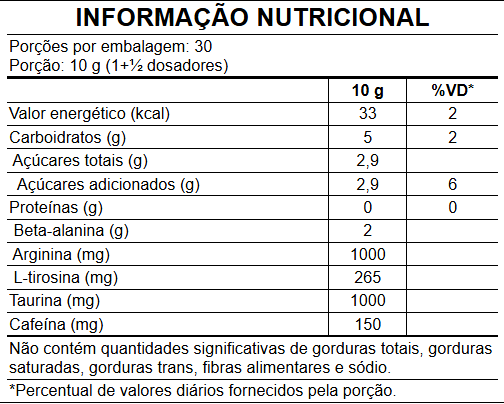 INFORMAÇÃO NUTRICIONAL
Porções por embalagem: 30
Porção: 10 g (1+½ dosadores)
10 g %VD*
Valor energético (kcal) 33 2
Carboidratos (g) 5 2
Açúcares totais (g) 2,9
Açúcares adicionados (g) 2,9 6
Proteínas (g) 0 0
Beta-alanina (g) 2
Arginina (mg) 1000
L-tirosina (mg) 265
Taurina (mg) 1000
Cafeína (mg) 150
Não contém quantidades significativas de gorduras totais, gorduras
saturadas, gorduras trans, fibras alimentares e sódio.
*Percentual de valores diários fornecidos pela porção.